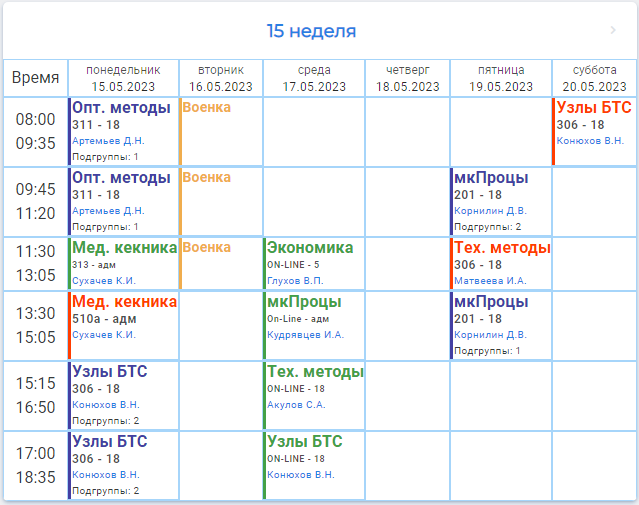 15 неделя
Время
понедельник
15.05.2023
вторник
16.05.2023
среда
17.05.2023
четверг
18.05.2023
пятница
19.05.2023
суббота
20.05.2023
08:00
09:35
Опт. методы
311 - 18
Артемьев Д.Н.
Подгруппы: 1
Военка
Узлы БТС
306 - 18
Конюхов В.Н.
09:45
11:20
Опт. методы
311 - 18
Артемьев Д.Н.
Подгруппы: 1
Военка
мкПроцы
201 - 18
Корнилин Д.В.
Подгруппы: 2
11:30
13:05
Мед. кекника
313 - адм
Сухачев К.И.
Военка
Экономика
ON-LINE - 5
Глухов В.П.
Тех. методы
306 - 18
Матвеева И.А.
13:30
15:05
Мед. кекника
510а - адм
Сухачев К.И.
мкПроцы
On-Line - адм
Кудрявцев И.А.
мкПроцы
201 - 18
Корнилин Д.В.
Подгруппы: 1
15:15
16:50
Узлы БТС
306 - 18
Конюхов В.Н.
Подгруппы: 2
Тех. методы
ON-LINE - 18
Акулов С.А.
17:00
18:35
Узлы БТС
306 - 18
Конюхов В.Н.
Подгруппы: 2
Узлы БТС
ON-LINE - 18
Конюхов В.Н.